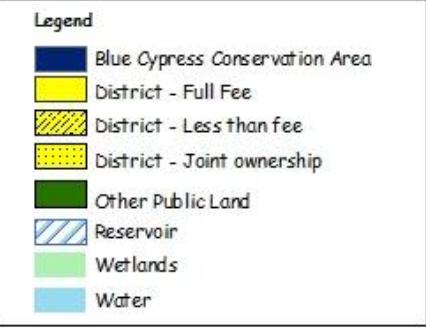 Legend
Blue Cypress Conservation Area
District - Full Fee
District - Less than fee
District - Joint ownership
Other Public Land
Reservoir
Wetlands
Water